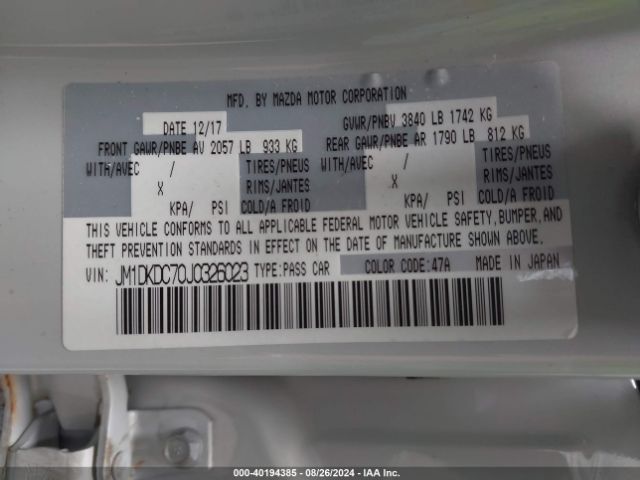 MFD. BY MAZDA MOTOR CORPORATION
DATE 12/17 GVWR/PNBV 3840 LB 1742 KG
FRONT GAWR/PNBE AV 2057 LB 933 KG REAR GAWR/PNBE AR 1790 LB 812 KG
WITH/AVEC / TIRES/PNEUS WITH/AVEC / TIRES/PNEUS
X RIMS/JANTES X RIMS/JANTES
KPA/ PSI COLD/A FROID KPA/ PSI COLD/A FROID
THIS VEHICLE CONFORMS TO ALL APPLICABLE FEDERAL MOTOR VEHICLE SAFETY, BUMPER, AND
THEFT PREVENTION STANDARDS IN EFFECT ON THE DATE OF MANUFACTURE SHOWN ABOVE.
VIN: JM1DKDC70J0326023 TYPE:PASS CAR COLOR CODE:47A MADE IN JAPAN
000-40194385 - 08/26/2024 - IAAI.com